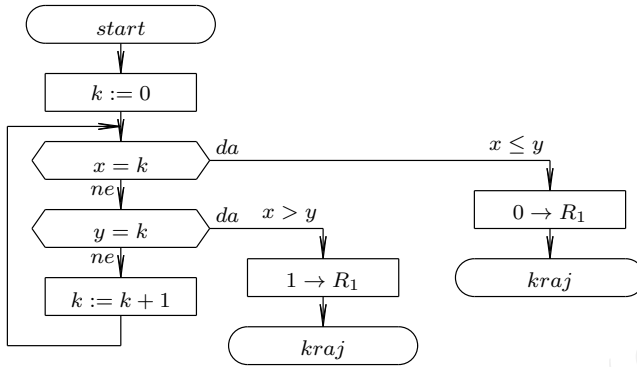 start
k := 0
x = k
da
x ≤ y
ne
0 → R₁
y = k
da
x > y
ne
kraj
k := k + 1
1 → R₁
kraj